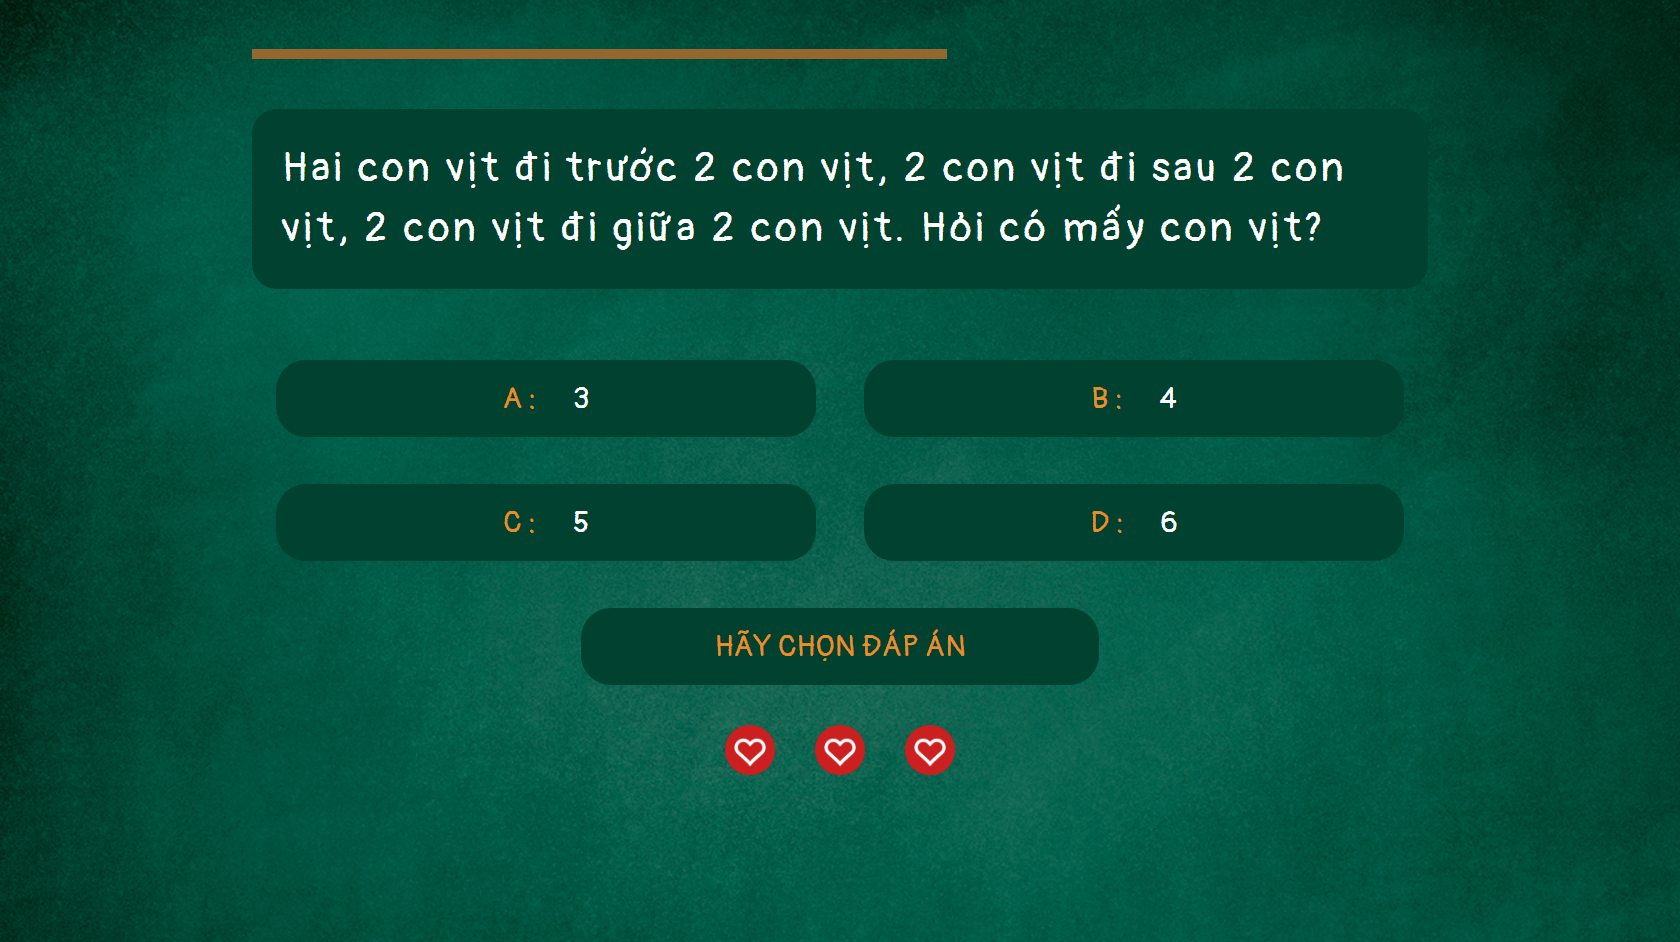 Hai con vịt đi trước 2 con vịt, 2 con vịt đi sau 2 con
vịt, 2 con vịt đi giữa 2 con vịt. Hỏi có mấy con vịt?
A: 3
B: 4
C: 5
D: 6
HÃY CHỌN ĐÁP ÁN